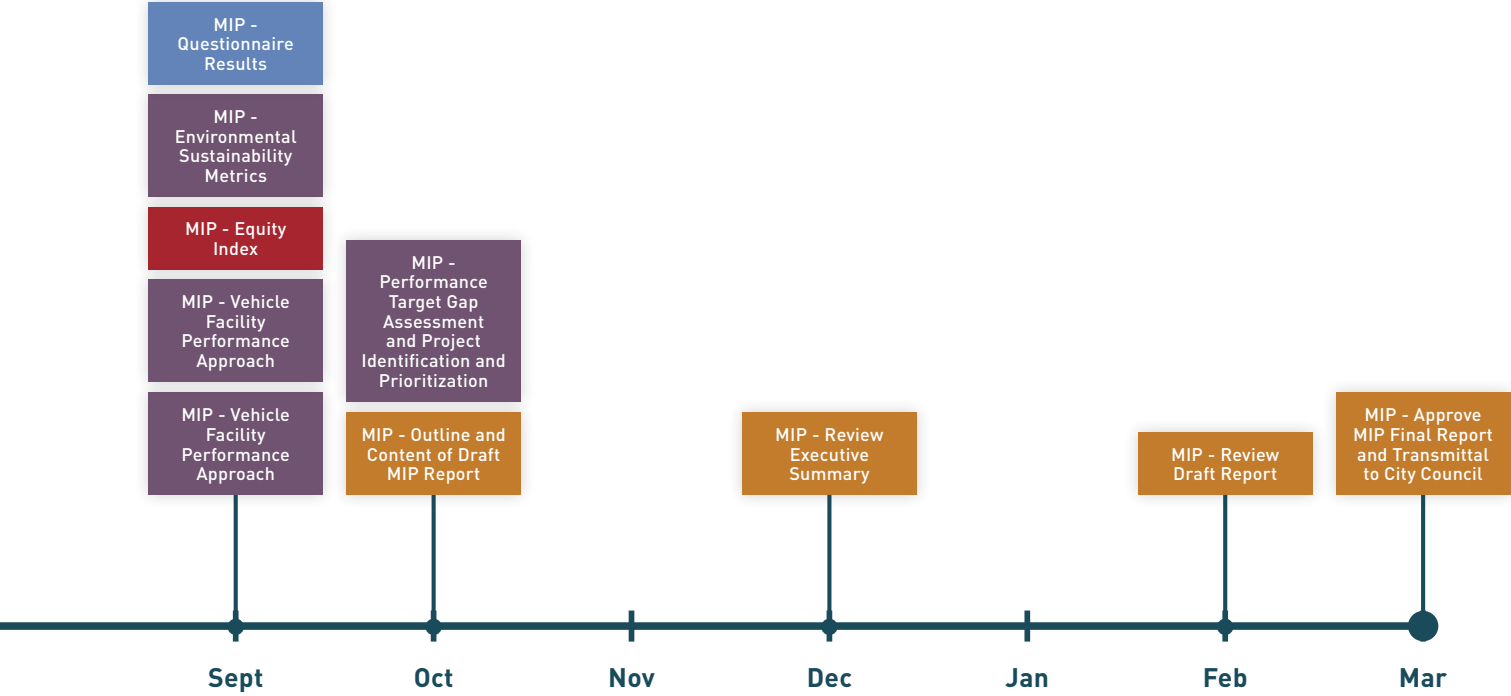 MIP -
Questionnaire
Results
MIP -
Environmental
Sustainability
Metrics
MIP - Equity
Index
MIP - Vehicle
Facility
Performance
Approach
MIP - Vehicle
Facility
Performance
Approach
MIP -
Performance
Target Gap
Assessment
and Project
Identification and
Prioritization
MIP - Outline and
Content of Draft
MIP Report
MIP - Review
Executive
Summary
MIP - Review
Draft Report
MIP - Approve
MIP Final Report
and Transmittal
to City Council
Sept
Oct
Nov
Dec
Jan
Feb
Mar